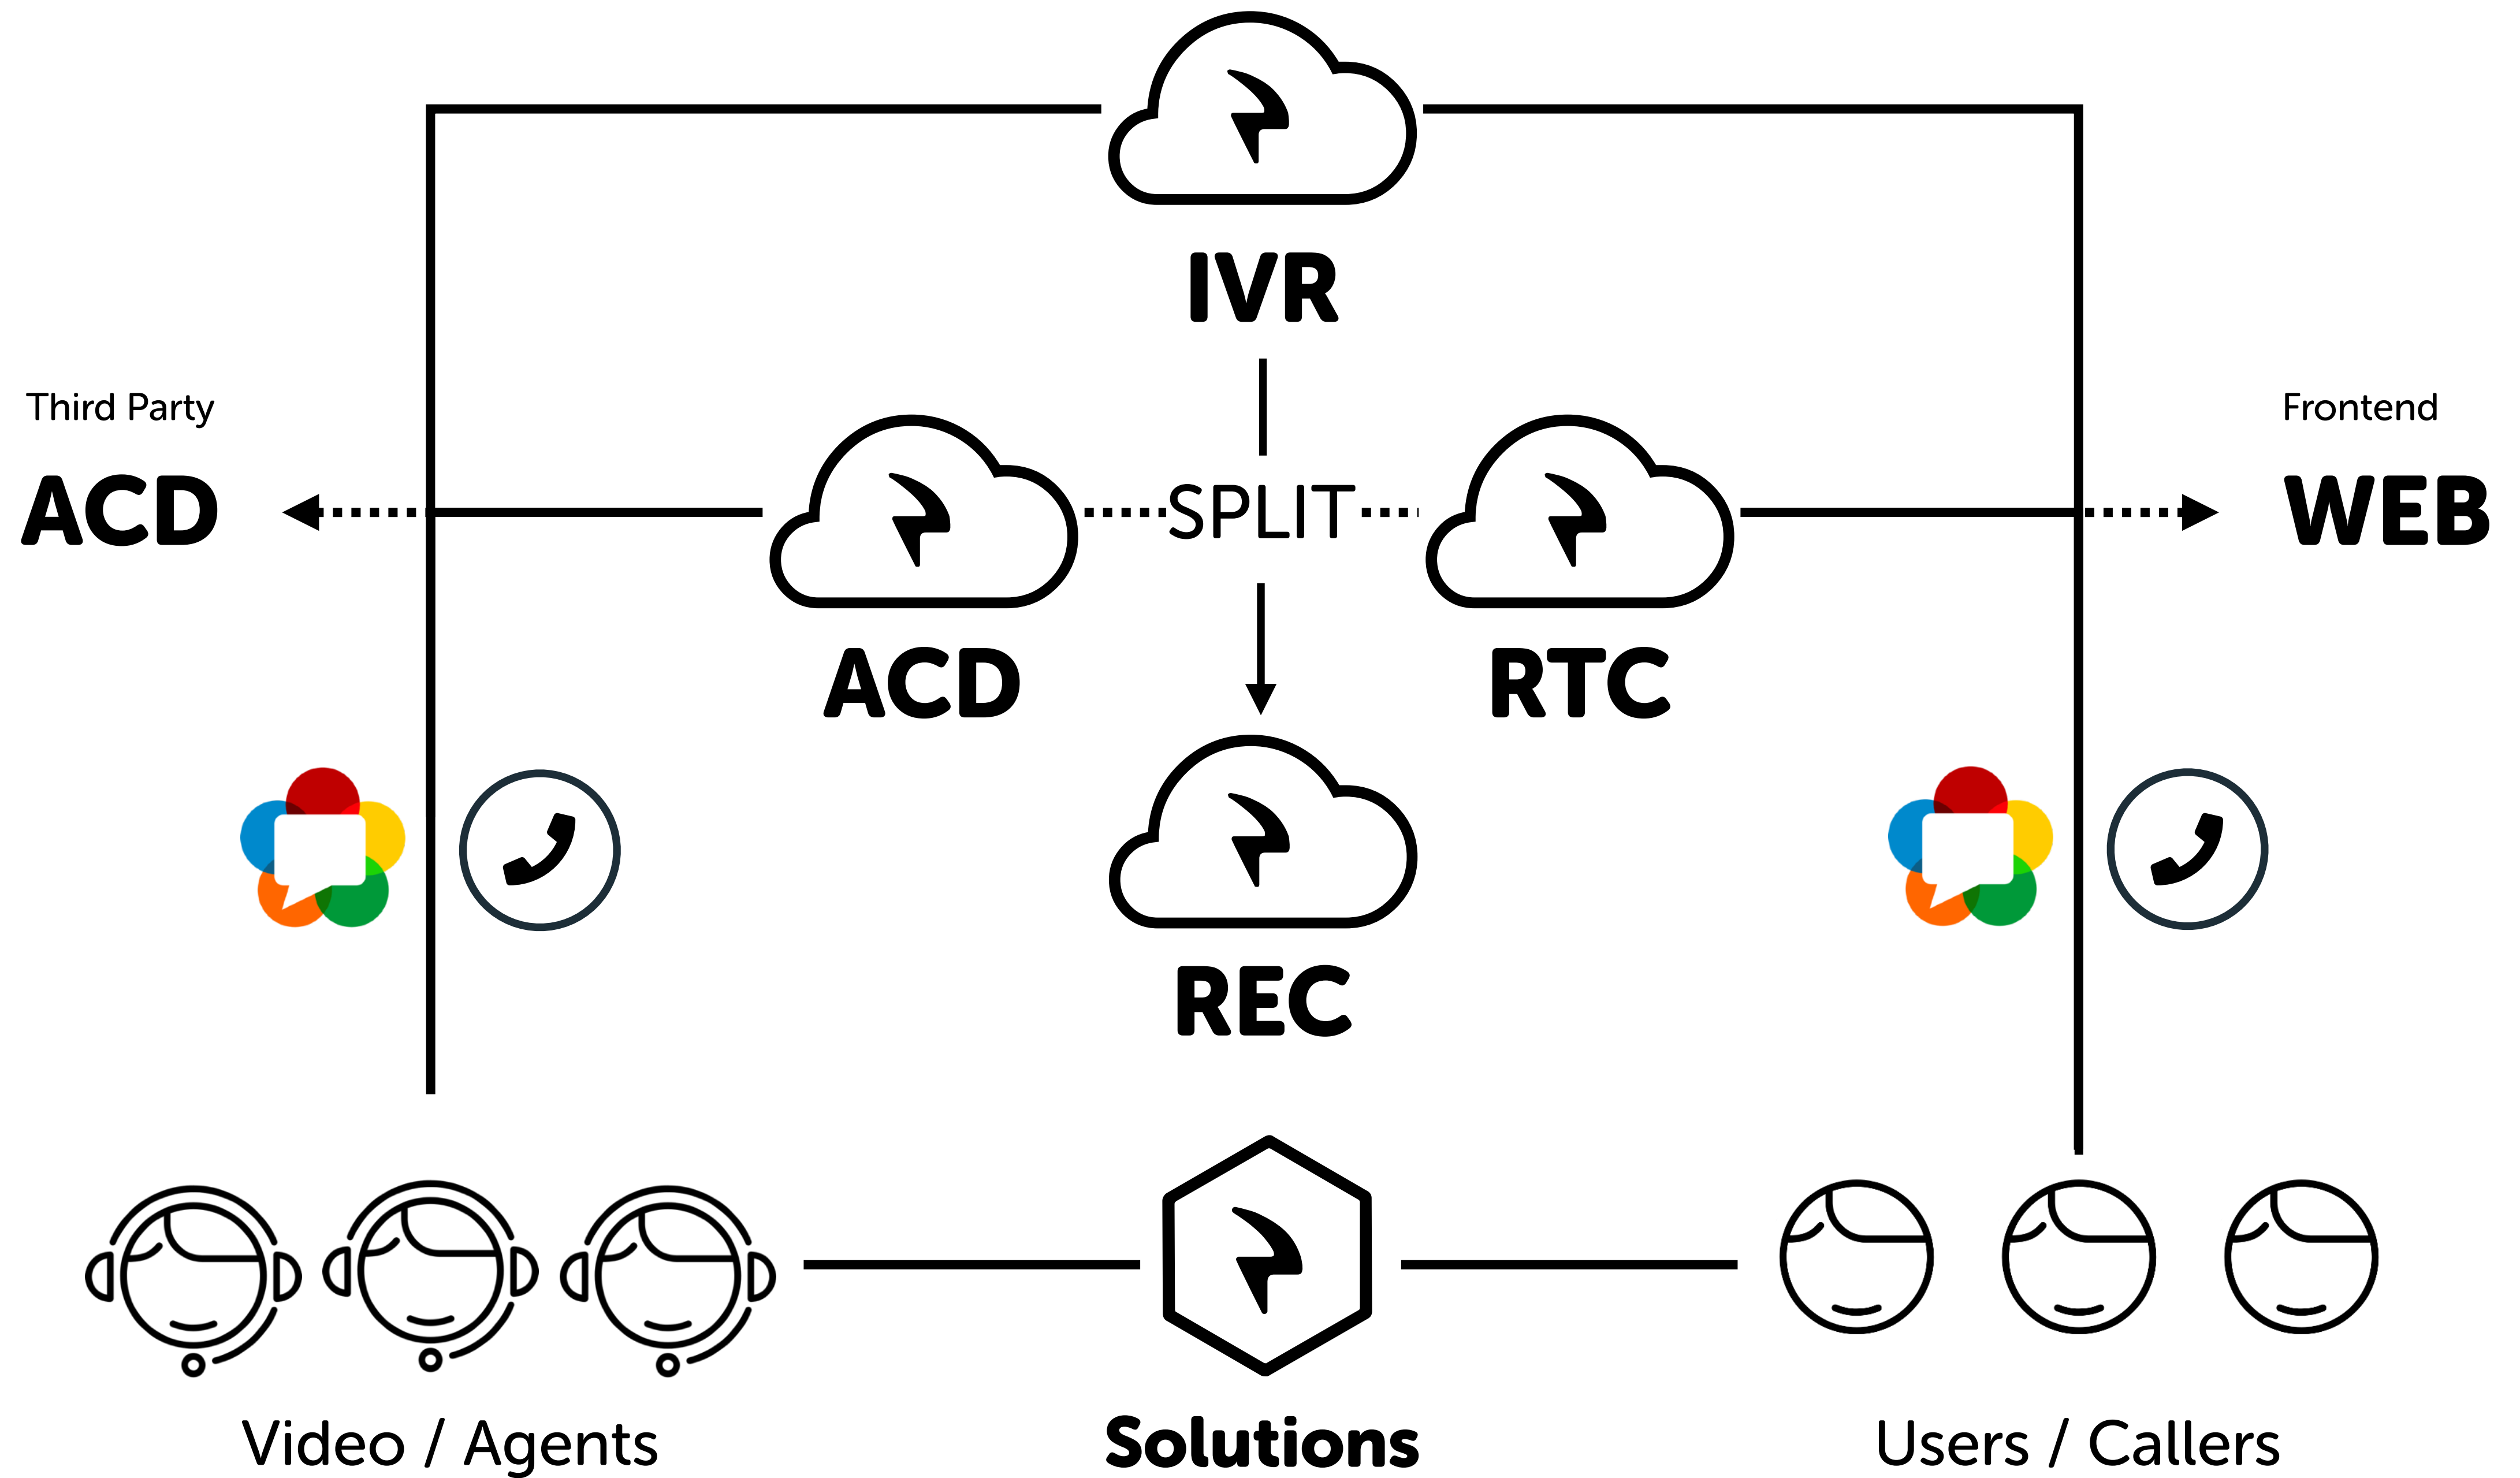 IVR
Third Party
Frontend
ACD
SPLIT
WEB
ACD
RTC
REC
Video / Agents
Solutions
Users / Callers